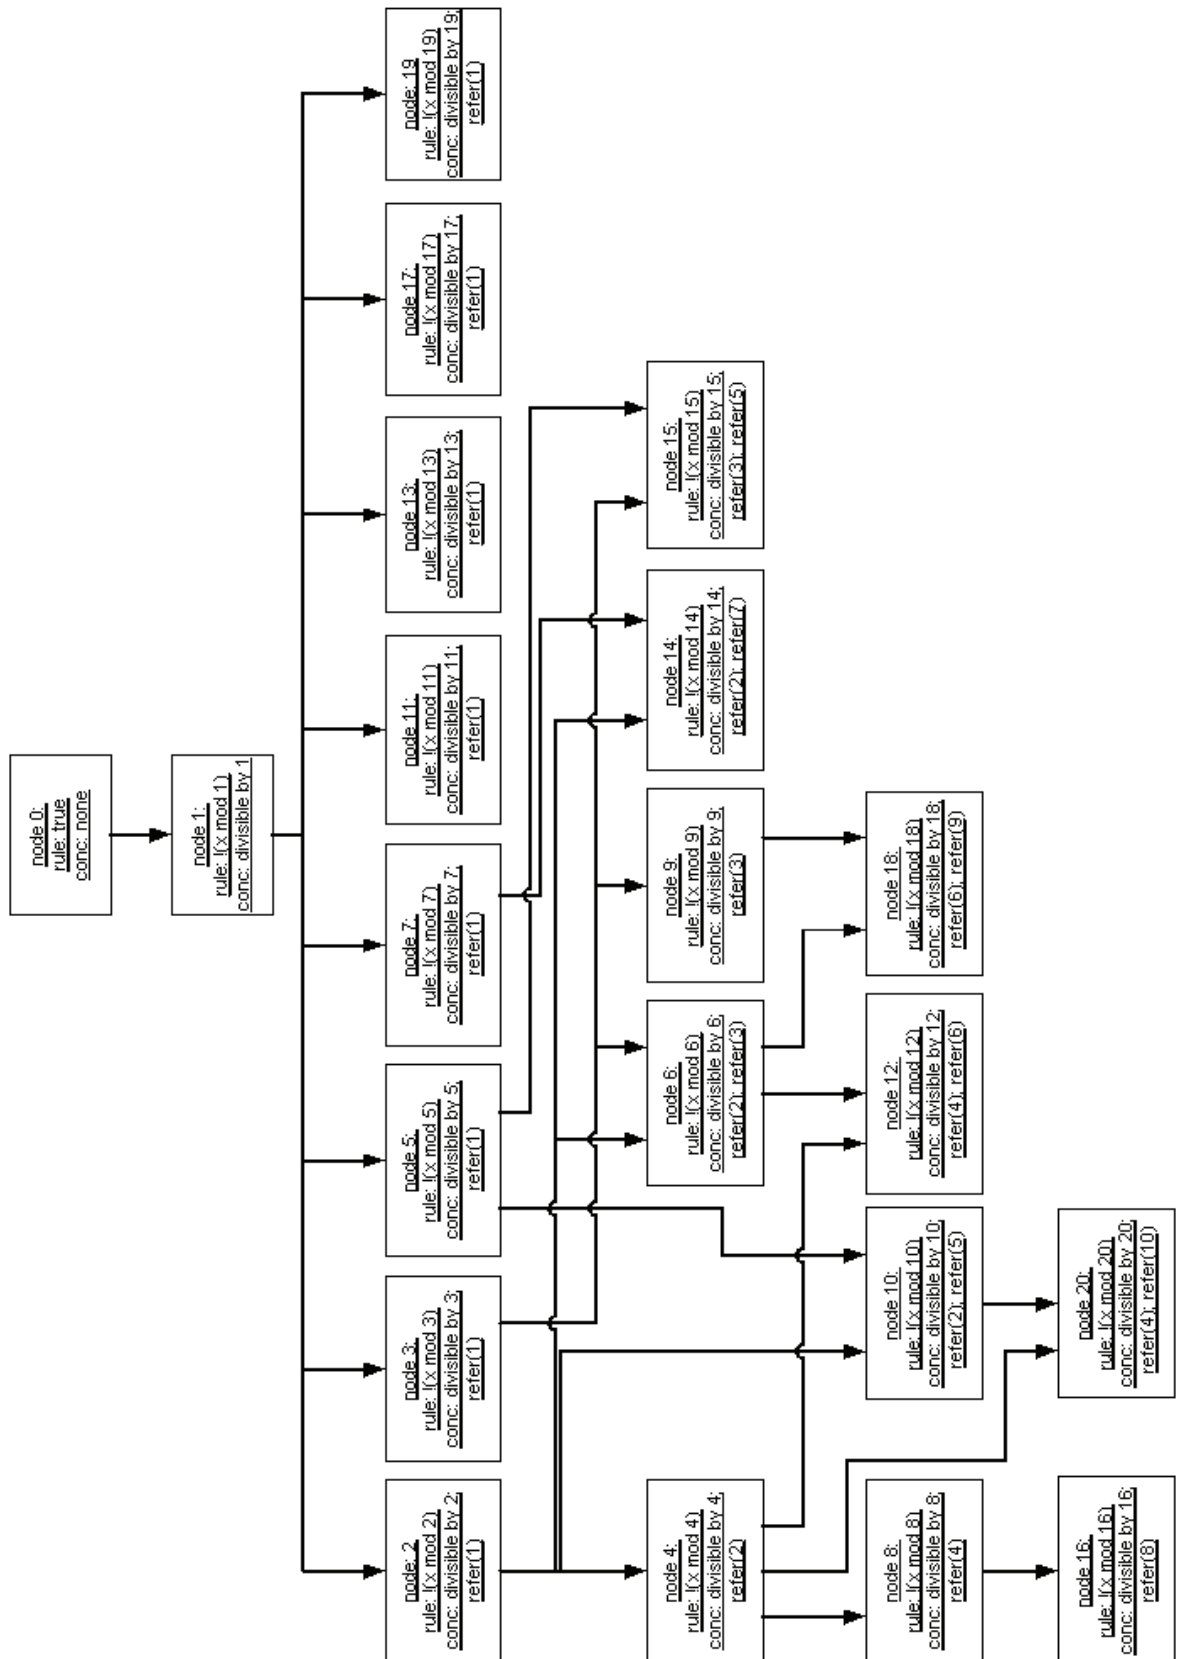 node 0:
rule: true
conc: none
node 1:
rule: !(x mod 1)
conc: divisible by 1
node: 2
rule: !(x mod 2)
conc: divisible by 2;
refer(1)
node 3:
rule: !(x mod 3)
conc: divisible by 3;
refer(1)
node 5:
rule: !(x mod 5)
conc: divisible by 5;
refer(1)
node 7:
rule: !(x mod 7)
conc: divisible by 7;
refer(1)
node 11:
rule: !(x mod 11)
conc: divisible by 11;
refer(1)
node 13:
rule: !(x mod 13)
conc: divisible by 13;
refer(1)
node 17:
rule: !(x mod 17)
conc: divisible by 17;
refer(1)
node: 19
rule: !(x mod 19)
conc: divisible by 19;
refer(1)
node 4:
rule: !(x mod 4)
conc: divisible by 4;
refer(2)
node 6:
rule: !(x mod 6)
conc: divisible by 6;
refer(2); refer(3)
node 9:
rule: !(x mod 9)
conc: divisible by 9;
refer(3)
node 14:
rule: !(x mod 14)
conc: divisible by 14;
refer(2); refer(7)
node 15:
rule: !(x mod 15)
conc: divisible by 15;
refer(3); refer(5)
node 8:
rule: !(x mod 8)
conc: divisible by 8;
refer(4)
node 10:
rule: !(x mod 10)
conc: divisible by 10;
refer(2); refer(5)
node 12:
rule: !(x mod 12)
conc: divisible by 12;
refer(4); refer(6)
node 18:
rule: !(x mod 18)
conc: divisible by 18;
refer(6); refer(9)
node 16:
rule: !(x mod 16)
conc: divisible by 16;
refer(8)
node 20:
rule: !(x mod 20)
conc: divisible by 20;
refer(4); refer(10)